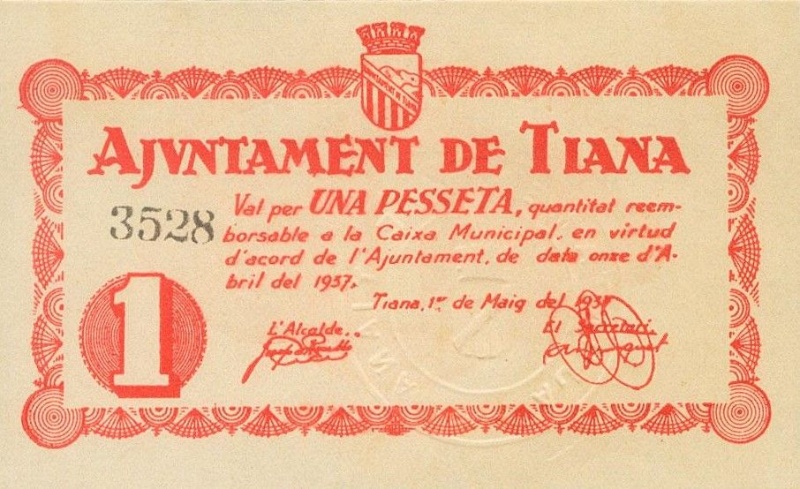 AJVNTAMENT DE TIANA
3528
Val per UNA PESSETA, quantitat reem-
borsable a la Caixa Municipal, en virtud
d'acord de l'Ajuntament, de data onze d'A-
bril del 1937.
Tiana, 1er de Maig del 1937
L'Alcalde,
El Secretari
1